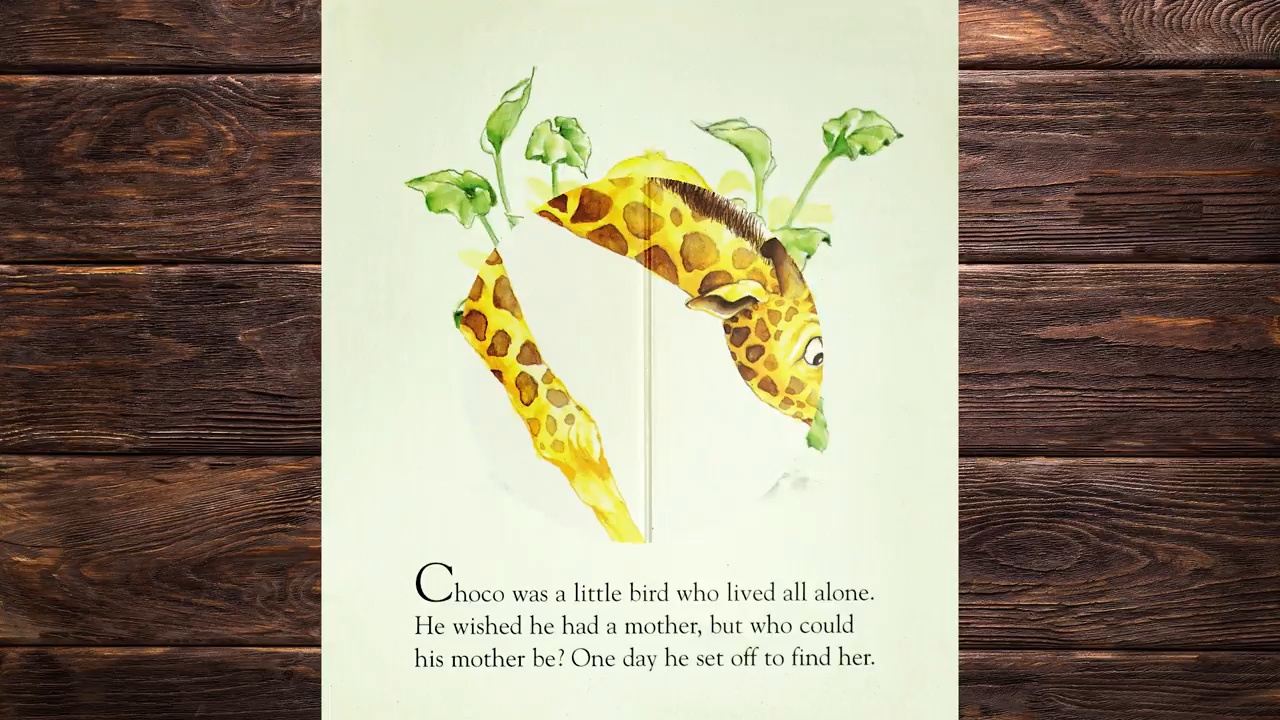 Choco was a little bird who lived all alone.
He wished he had a mother, but who could
his mother be? One day he set off to find her.